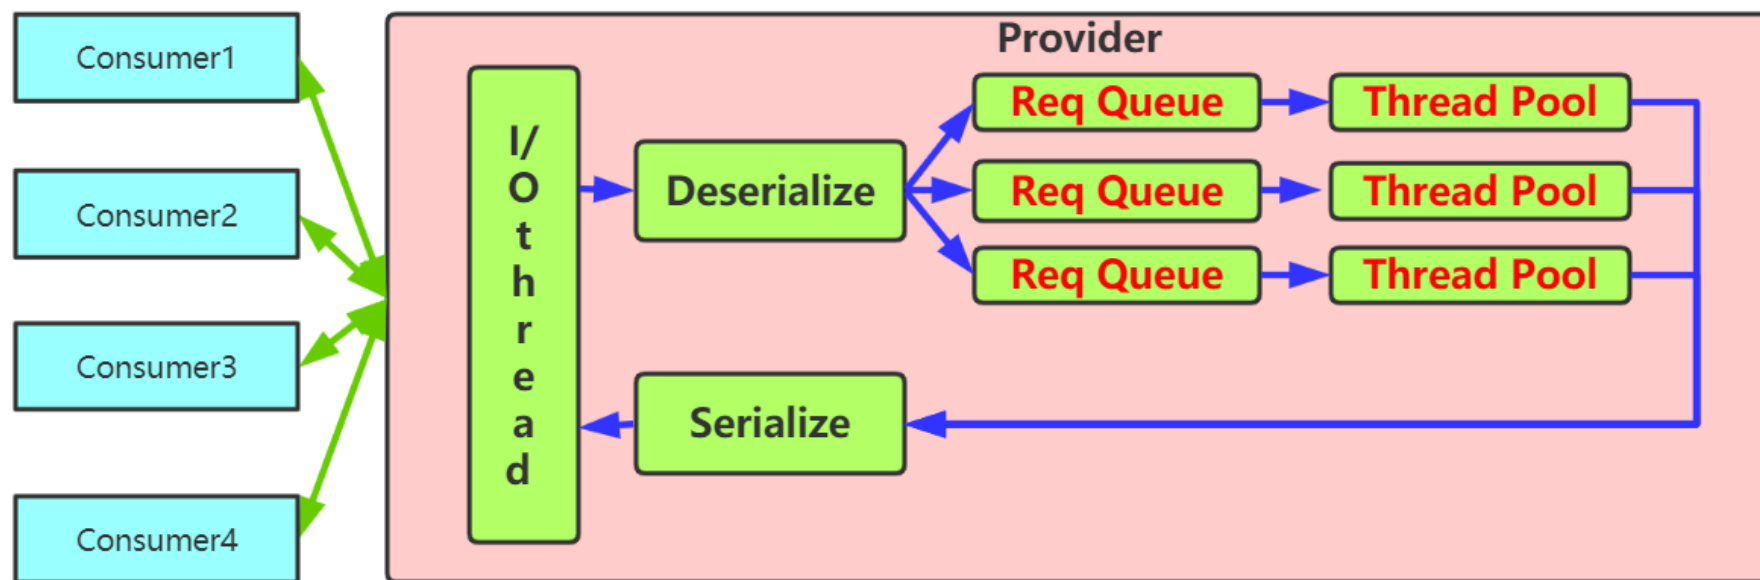 Consumer1
Consumer2
Consumer3
Consumer4
Provider
I/
O
t
h
r
e
a
d
Deserialize
Req Queue
Thread Pool
Req Queue
Thread Pool
Req Queue
Thread Pool
Serialize